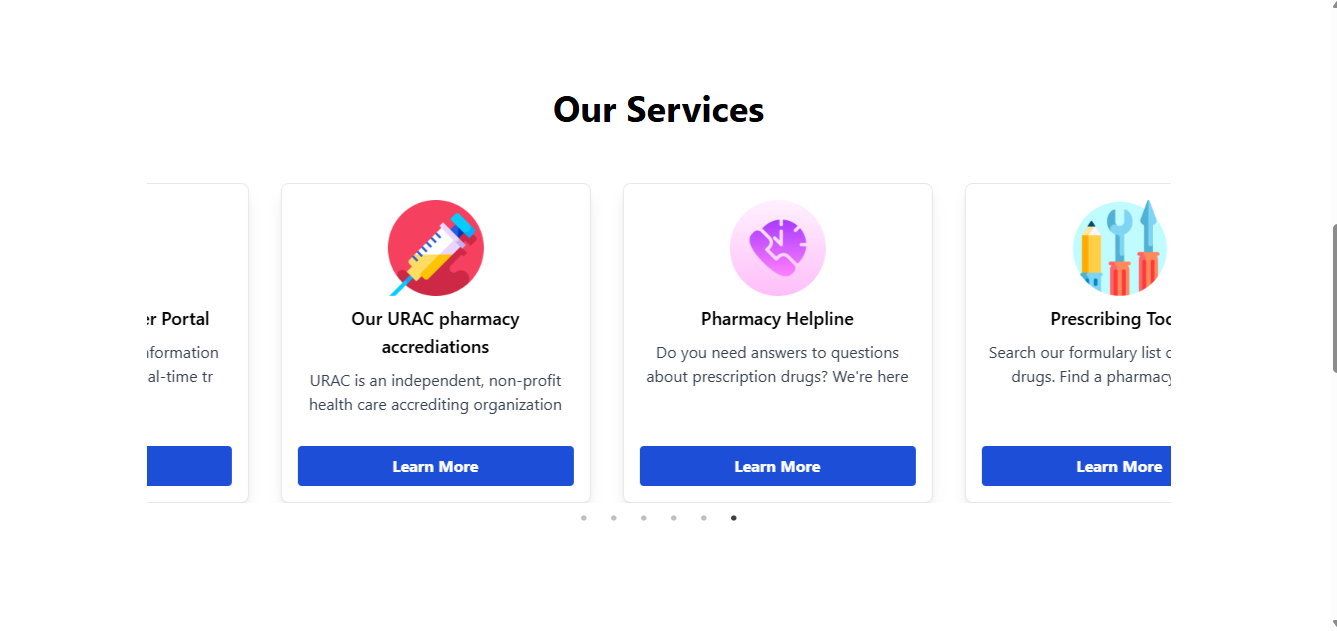 Our Services
er Portal
formation
al-time tr
Our URAC pharmacy
accrediations
URAC is an independent, non-profit
health care accrediting organization
Learn More
Pharmacy Helpline
Do you need answers to questions
about prescription drugs? We're here
Learn More
Prescribing Too
Search our formulary list o
drugs. Find a pharmacy
Learn More